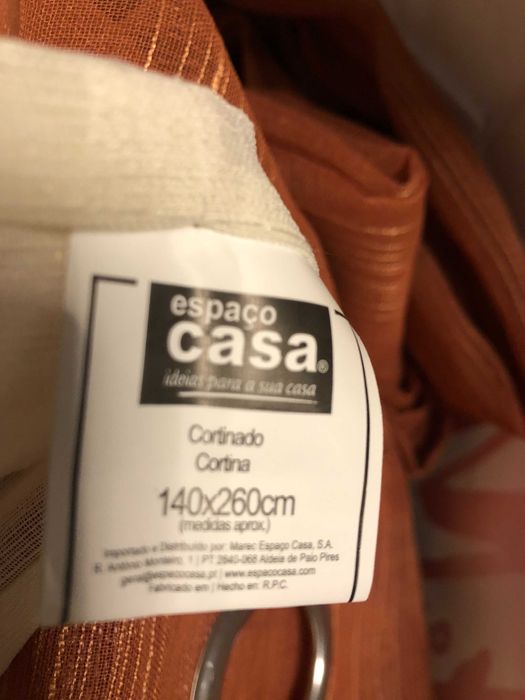 espaço
casa®
ideias para a sua casa
Cortinado
Cortina
140x260cm
(medidas aprox.)
Importado e Distribuído por: Marec Espaço Casa, S.A.
R. António Monteiro, 1 | PT 2640-068 Aldeia de Paio Pires
geral@espacocasa.pt | www.espacocasa.com
Fabricado em | Hecho en: R.P.C.